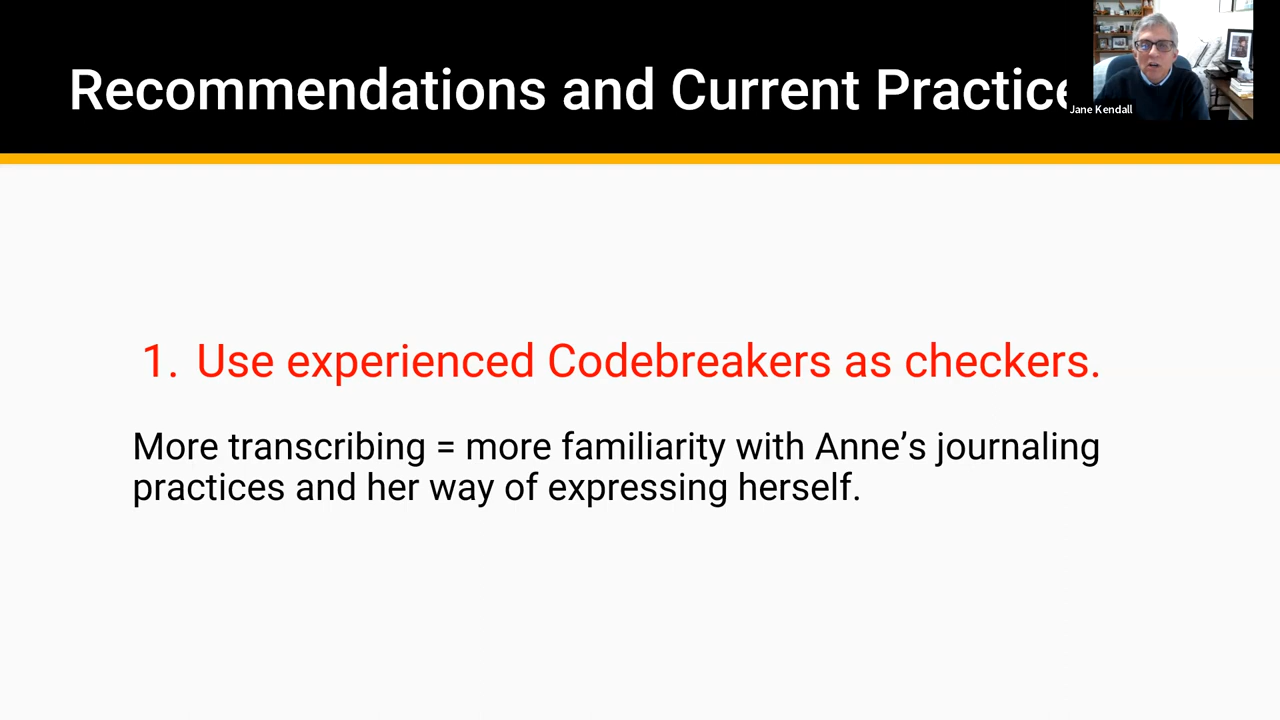 Recommendations and Current Practice
Jane Kendall
1. Use experienced Codebreakers as checkers.
More transcribing = more familiarity with Anne’s journaling
practices and her way of expressing herself.